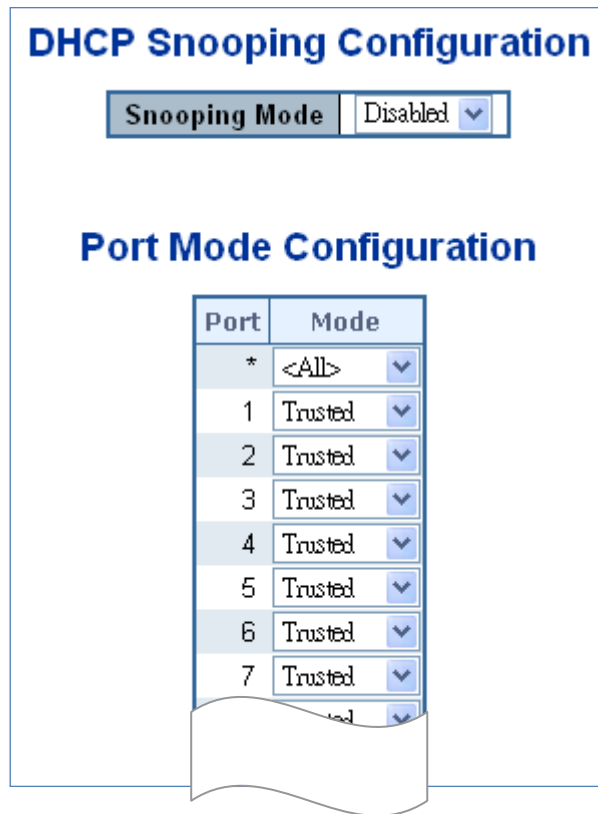 DHCP Snooping Configuration
Snooping Mode Disabled
Port Mode Configuration
Port Mode
* <All>
1 Trusted
2 Trusted
3 Trusted
4 Trusted
5 Trusted
6 Trusted
7 Trusted